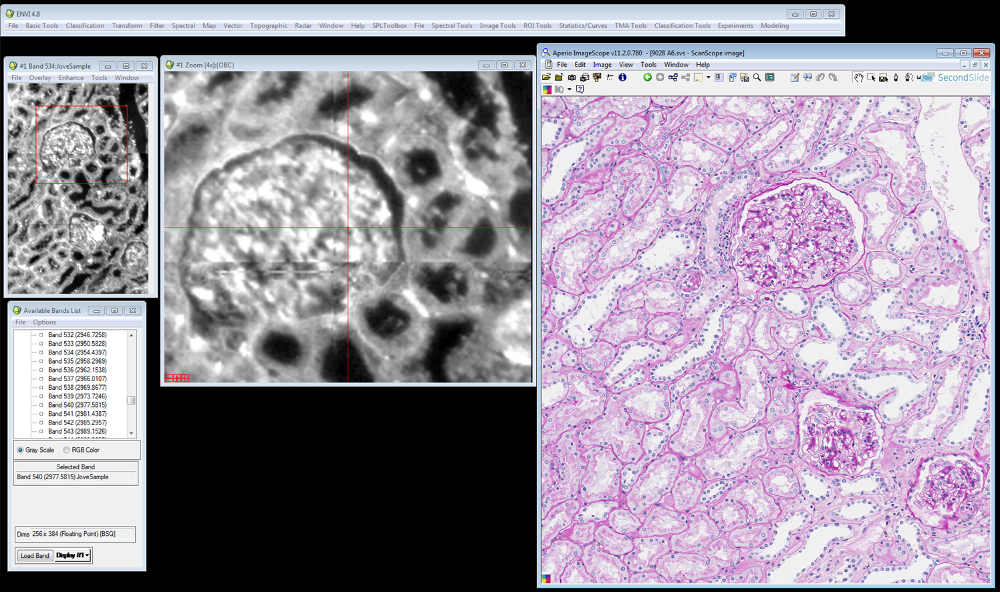 ENVI 4.8
File Basic Tools Classification Transform Filter Spectral Map Vector Topographic Radar Window Help SPLToolbox File Spectral Tools Image Tools ROI Tools Statistics/Curves TMA Tools Classification Tools Experiments Modeling
#1 Band 534:JoveSample
File Overlay Enhance Tools Window
#1 Zoom [4x]:(OBC)
Aperio ImageScope v11.2.0.780 - [9028 A6.svs - ScanScope image]
File Edit Image View Tools Window Help
SecondSlide
IQ
Available Bands List
File Options
Band 532 (2946.7258)
Band 533 (2950.5828)
Band 534 (2954.4397)
Band 535 (2958.2969)
Band 536 (2962.1538)
Band 537 (2966.0107)
Band 538 (2969.8677)
Band 539 (2973.7246)
Band 540 (2977.5815)
Band 541 (2981.4387)
Band 542 (2985.2957)
Band 543 (2989.1526)
Gray Scale RGB Color
Selected Band
Band 540 (2977.5815):JoveSample
Dims 256 x 384 (Floating Point) [BSQ]
Load Band Display #1